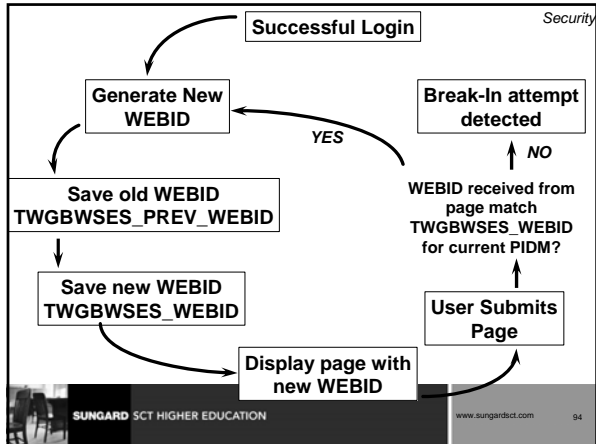 Security
Successful Login
Generate New
WEBID
Break-In attempt
detected
YES
NO
Save old WEBID
TWGBWSES_PREV_WEBID
WEBID received from
page match
TWGBWSES_WEBID
for current PIDM?
Save new WEBID
TWGBWSES_WEBID
User Submits
Page
Display page with
new WEBID
SUNGARD SCT HIGHER EDUCATION
www.sungardsct.com
94